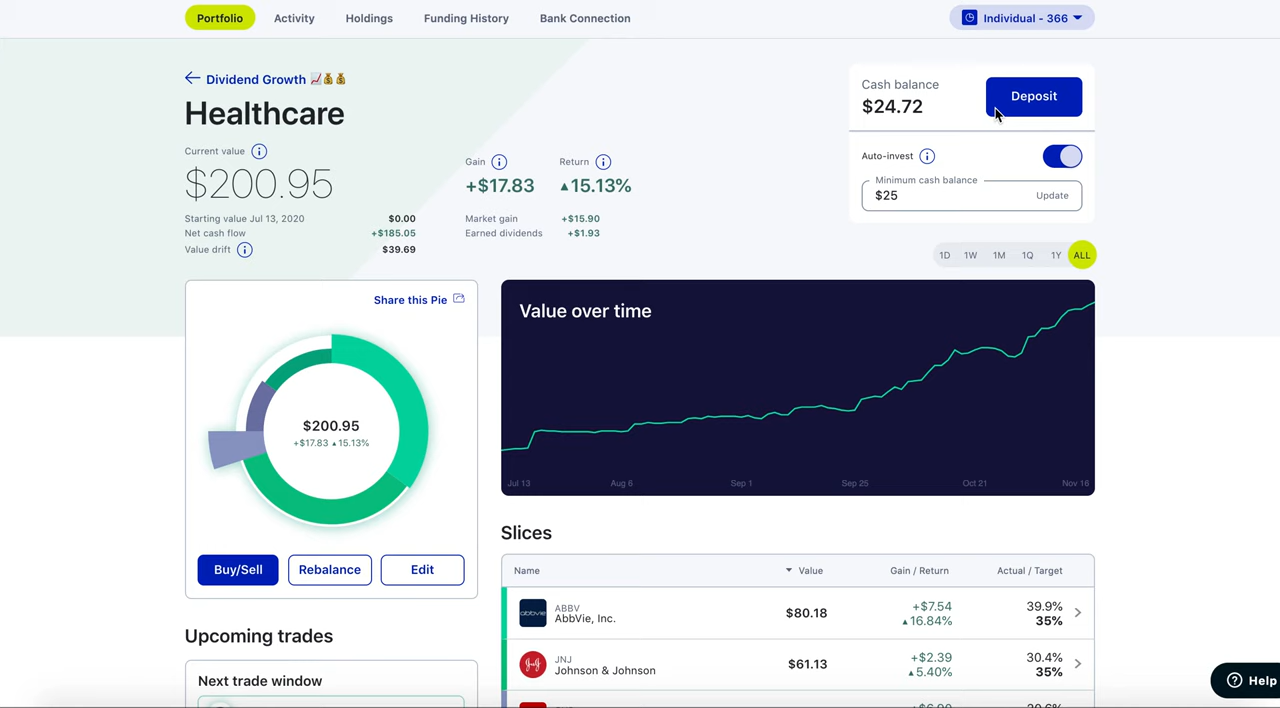 Portfolio
Activity
Holdings
Funding History
Bank Connection
Individual - 366
Dividend Growth 📈💰💰
Healthcare
Current value
$200.95
Starting value Jul 13, 2020 $0.00
Net cash flow +$185.05
Value drift $39.69
Gain
+$17.83
Return
▲15.13%
Market gain +$15.90
Earned dividends +$1.93
Cash balance
$24.72
Deposit
Auto-invest
Minimum cash balance
$25
Update
1D 1W 1M 1Q 1Y ALL
Share this Pie
$200.95
+$17.83 ▲15.13%
Buy/Sell
Rebalance
Edit
Value over time
Jul 13 Aug 6 Sep 1 Sep 25 Oct 21 Nov 16
Slices
Name Value Gain / Return Actual / Target
abbvie
ABBV
AbbVie, Inc.
$80.18
+$7.54
▲16.84%
39.9%
35%
JNJ
Johnson & Johnson
$61.13
+$2.39
▲5.40%
30.4%
35%
Upcoming trades
Next trade window
Help